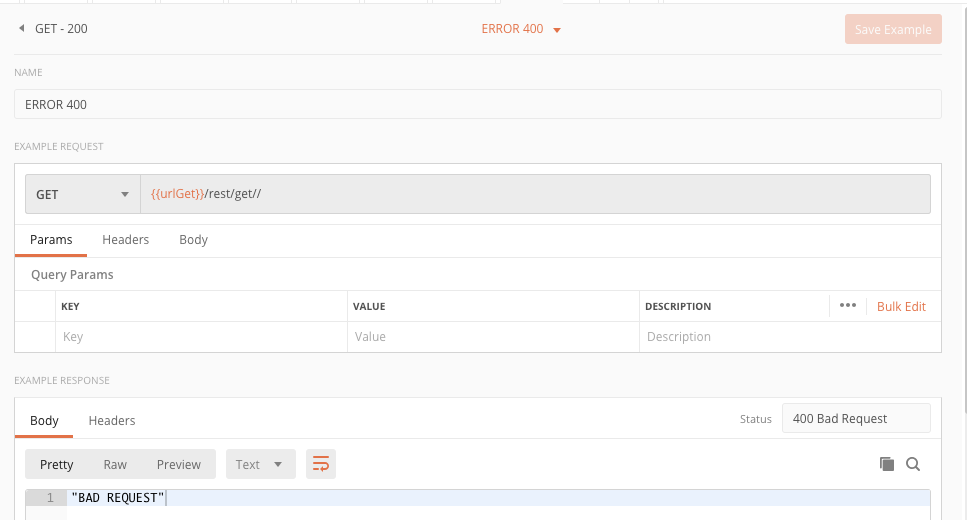 GET - 200
ERROR 400
Save Example
NAME
ERROR 400
EXAMPLE REQUEST
GET
{{urlGet}}/rest/get//
Params Headers Body
Query Params
KEY VALUE DESCRIPTION ••• Bulk Edit
Key Value Description
EXAMPLE RESPONSE
Body Headers Status 400 Bad Request
Pretty Raw Preview Text
1 "BAD REQUEST"